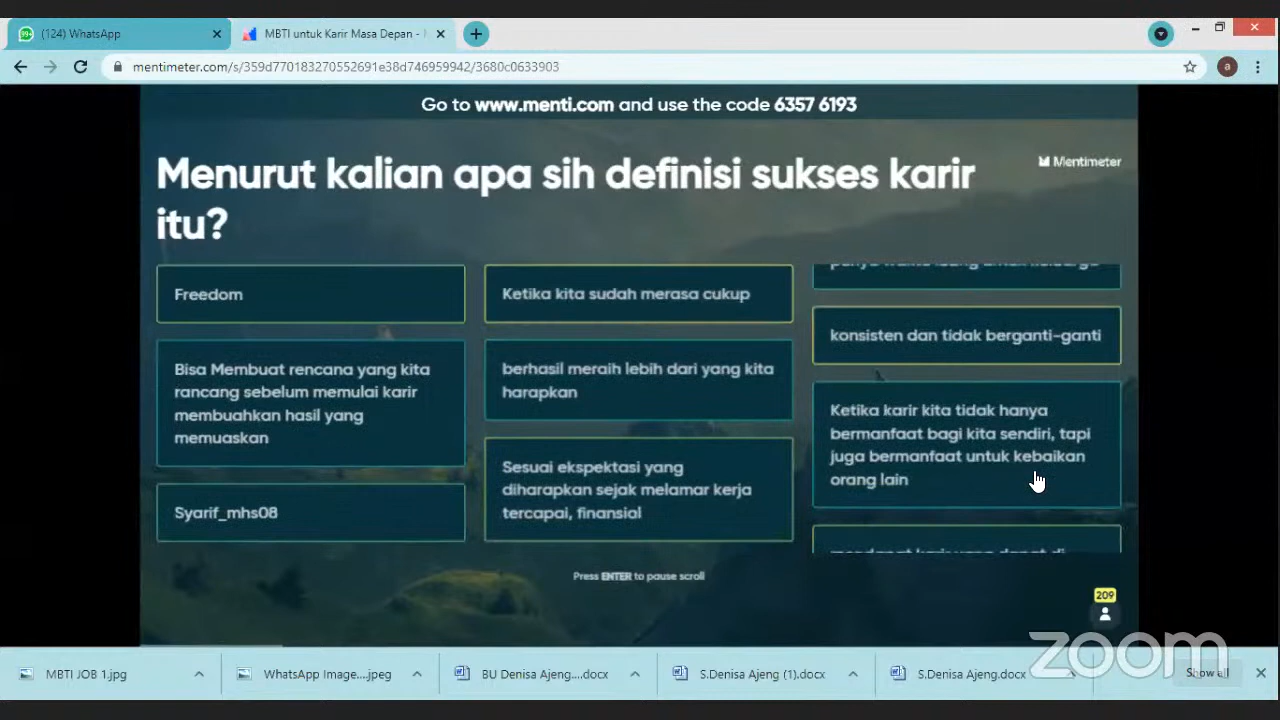 (124) WhatsApp
MBTI untuk Karir Masa Depan -
mentimeter.com/s/359d770183270552691e38d746959942/3680c0633903
a
Go to www.menti.com and use the code 6357 6193
Menurut kalian apa sih definisi sukses karir
itu?
Mentimeter
Freedom
Bisa Membuat rencana yang kita
rancang sebelum memulai karir
membuahkan hasil yang
memuaskan
Syarif_mhs08
Ketika kita sudah merasa cukup
berhasil meraih lebih dari yang kita
harapkan
Sesuai ekspektasi yang
diharapkan sejak melamar kerja
tercapai, finansial
konsisten dan tidak berganti-ganti
Ketika karir kita tidak hanya
bermanfaat bagi kita sendiri, tapi
juga bermanfaat untuk kebaikan
orang lain
Press ENTER to pause scroll
209
zoom
MBTI JOB 1.jpg
WhatsApp Image....jpeg
BU Denisa Ajeng....docx
S.Denisa Ajeng (1).docx
S.Denisa Ajeng.docx
Show all